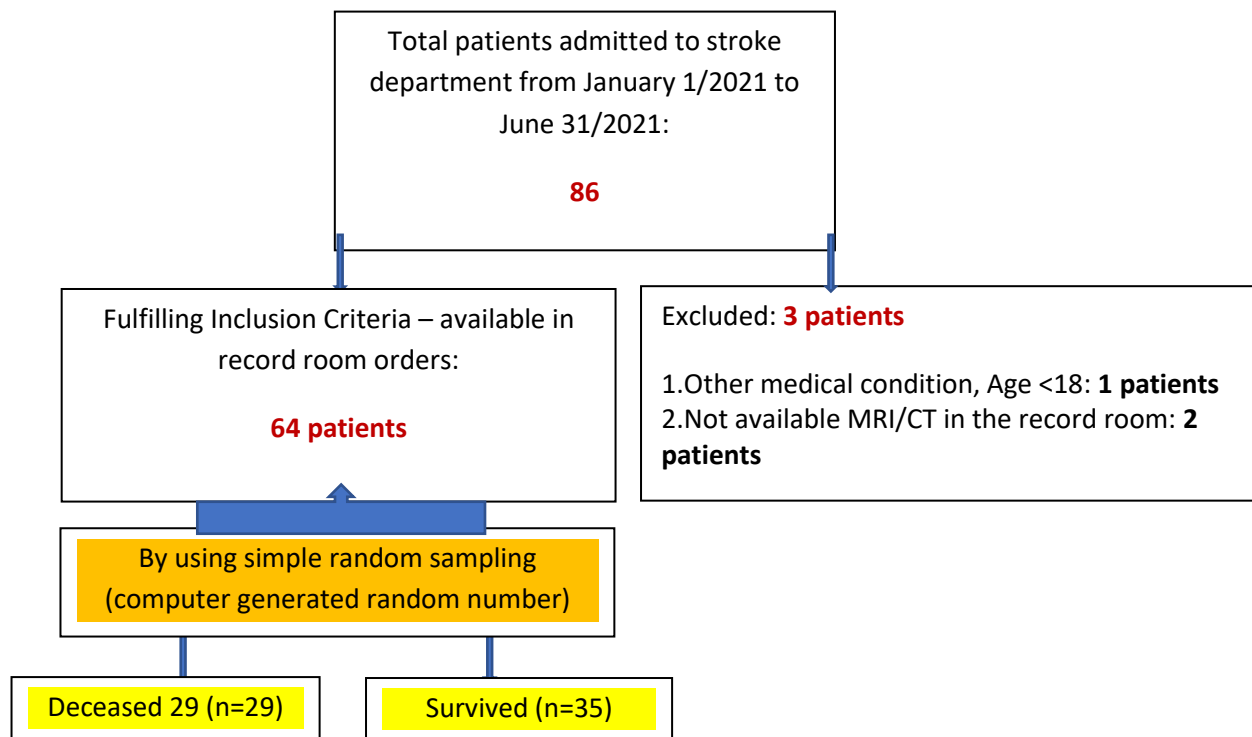 Total patients admitted to stroke
department from January 1/2021 to
June 31/2021:
86
Fulfilling Inclusion Criteria – available in
record room orders:
64 patients
Excluded: 3 patients
1.Other medical condition, Age <18: 1 patients
2.Not available MRI/CT in the record room: 2
patients
By using simple random sampling
(computer generated random number)
Deceased 29 (n=29)
Survived (n=35)